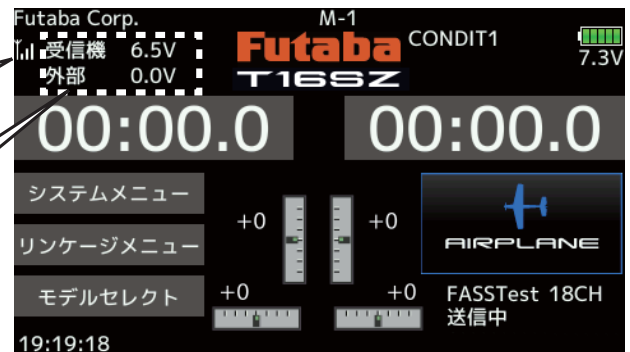 Futaba Corp.
M-1
受信機 6.5V
外部 0.0V
Futaba
T16SZ
CONDIT1
7.3V
00:00.0
00:00.0
システムメニュー
リンケージメニュー
モデルセレクト
+0
+0
+0
+0
AIRPLANE
FASSTest 18CH
送信中
19:19:18